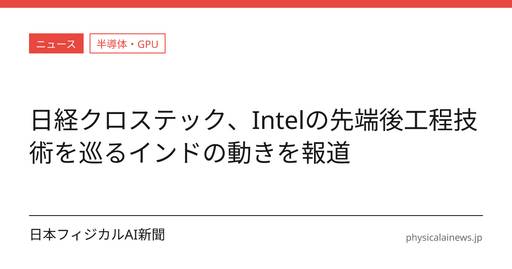 ニュース 半導体・GPU
日経クロステック、Intelの先端後工程技
術を巡るインドの動きを報道
日本フィジカルAI新聞 physicalainews.jp